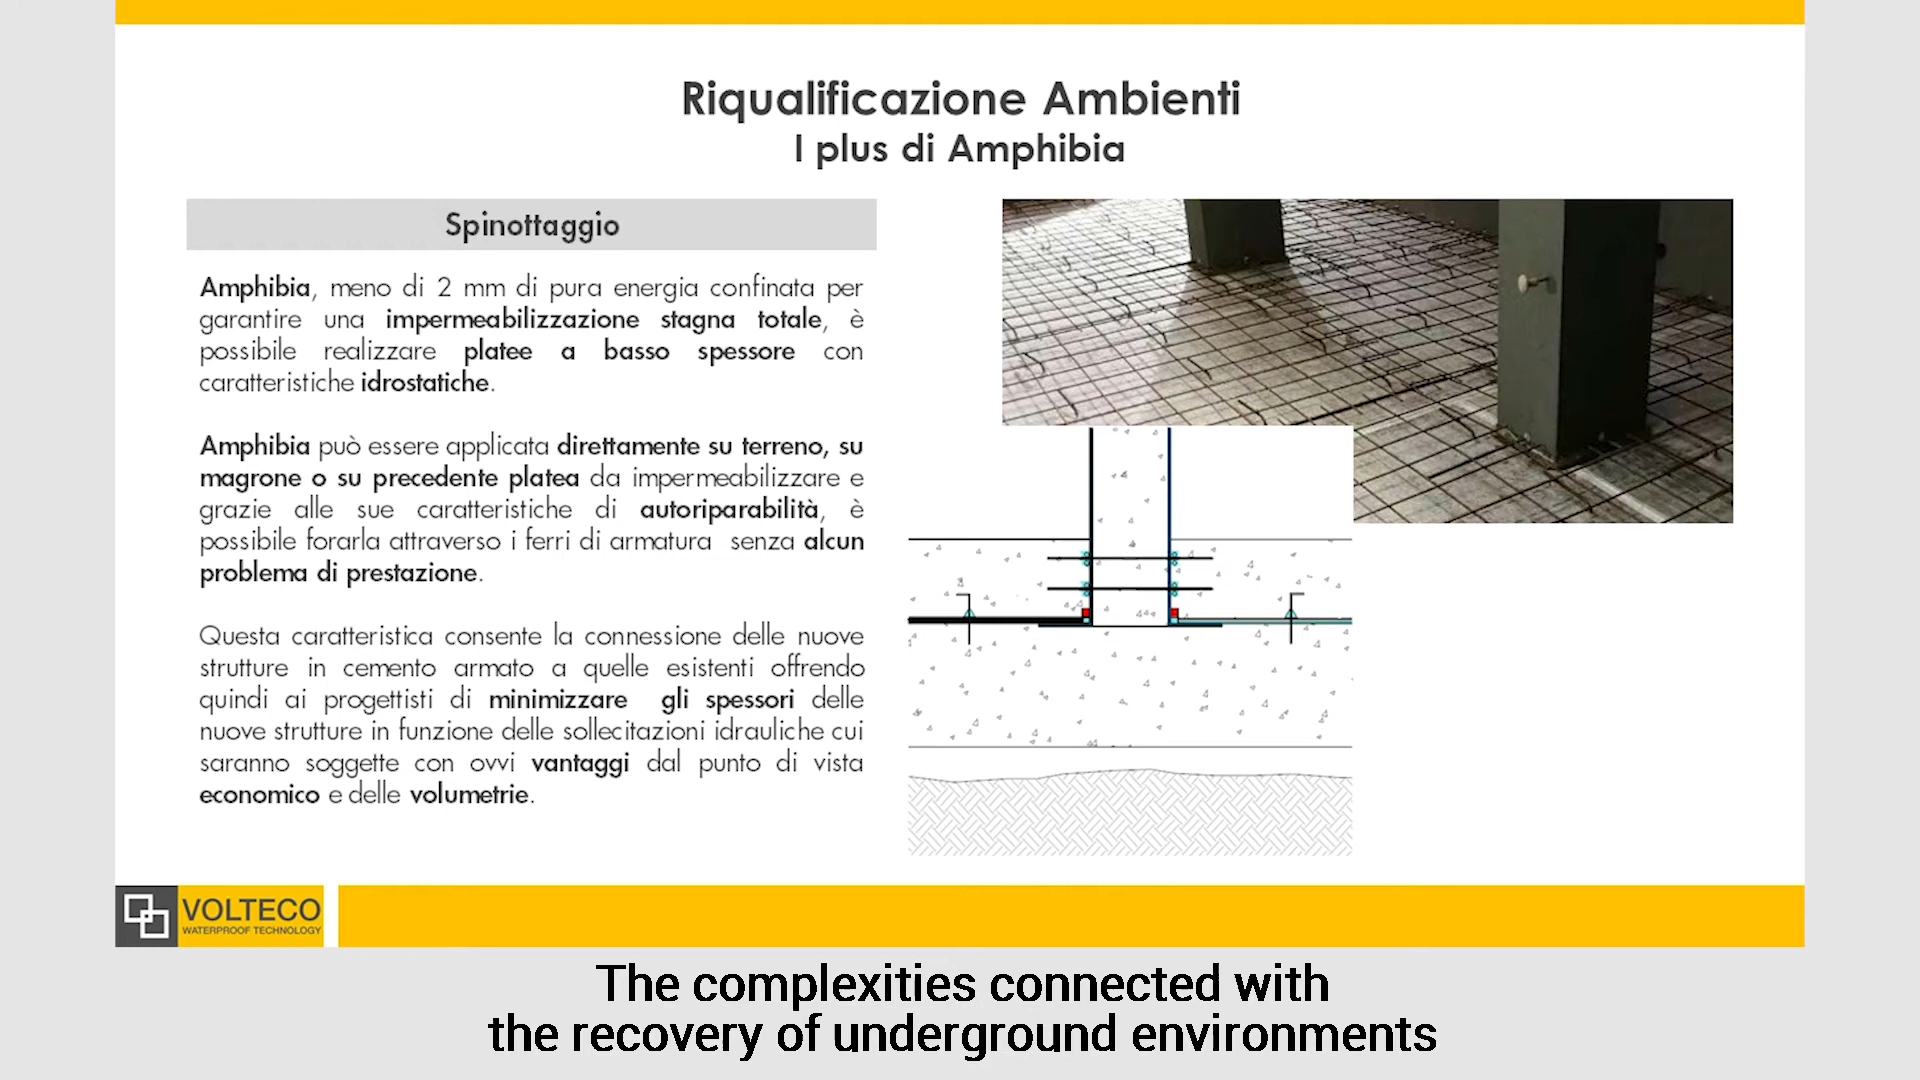 Riqualificazione Ambienti
I plus di Amphibia
Spinottaggio
Amphibia, meno di 2 mm di pura energia confinata per
garantire una impermeabilizzazione stagna totale, è
possibile realizzare platee a basso spessore con
caratteristiche idrostatiche.
Amphibia può essere applicata direttamente su terreno, su
magrone o su precedente platea da impermeabilizzare e
grazie alle sue caratteristiche di autoriparabilità, è
possibile forarla attraverso i ferri di armatura senza alcun
problema di prestazione.
Questa caratteristica consente la connessione delle nuove
strutture in cemento armato a quelle esistenti offrendo
quindi ai progettisti di minimizzare gli spessori delle
nuove strutture in funzione delle sollecitazioni idrauliche cui
saranno soggette con ovvi vantaggi dal punto di vista
economico e delle volumetrie.
VOLTECO
WATERPROOF TECHNOLOGY
The complexities connected with
the recovery of underground environments